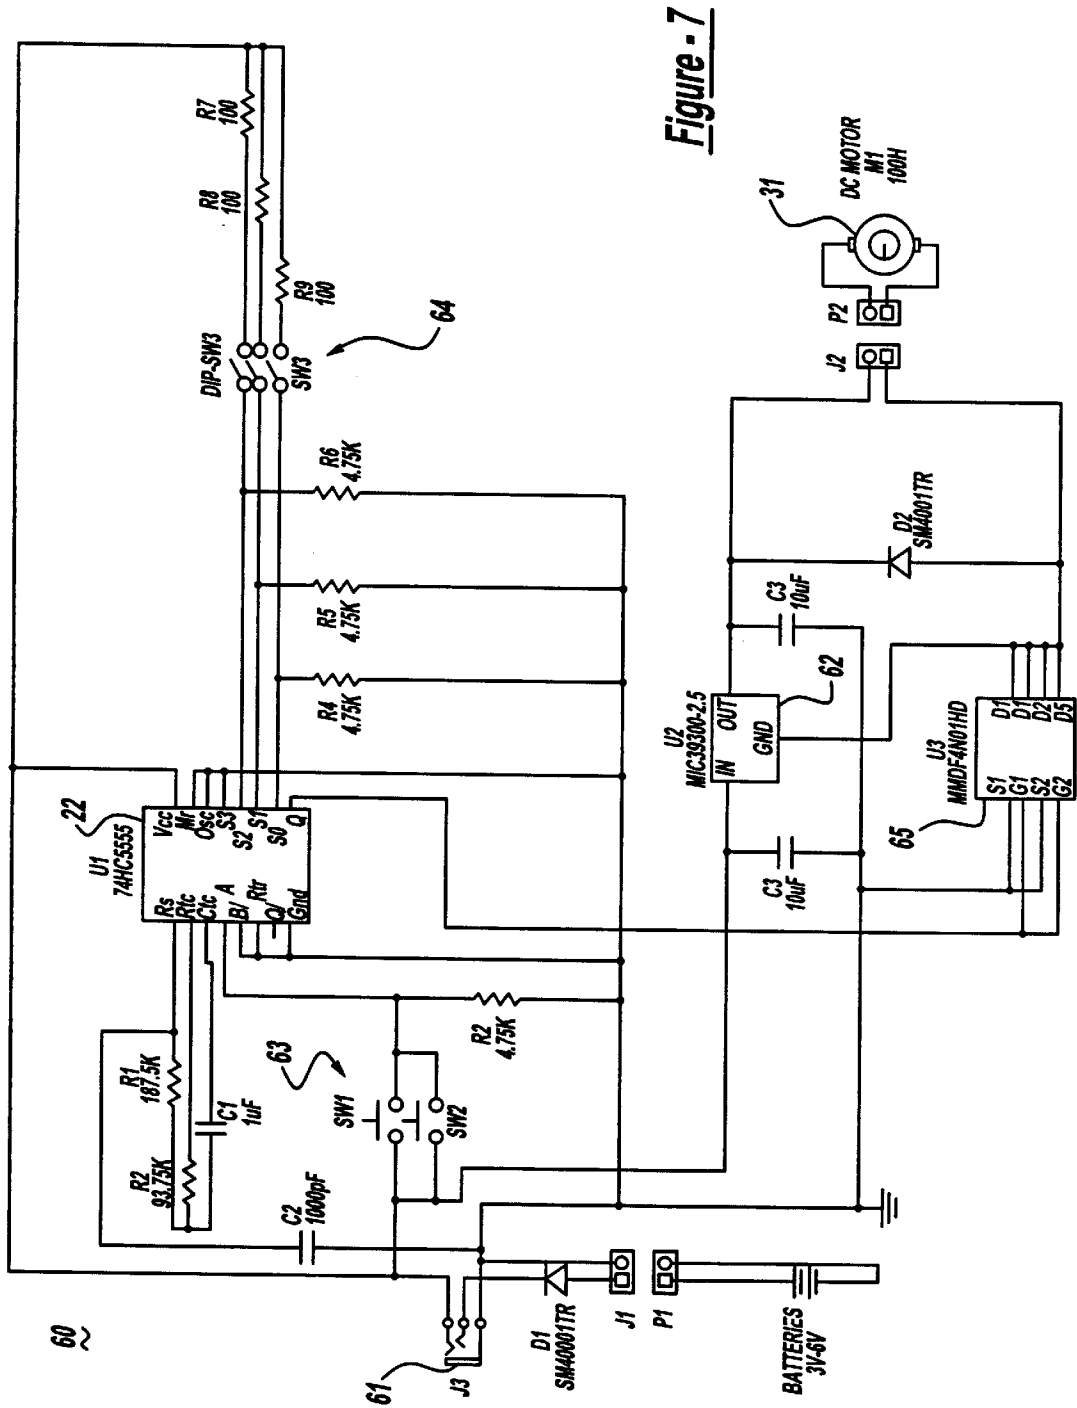 Figure - 7
60
R7
100
R8
100
R9
100
DIP-SW3
SW3
64
R6
4.75K
R5
4.75K
R4
4.75K
22
U1
74HC5555
Vcc
Mr
Osc
S3
S2
S1
S0
Q
Rs
Rtc
Ctc
A
B/
Rtr
Q/
Gnd
R1
187.5K
R2
93.75K
C1
1uF
C2
1000pF
63
SW1
SW2
R2
4.75K
61
J3
D1
SM40001TR
J1
P1
BATTERIES
3V-6V
U2
MIC39300-2.5
IN
OUT
GND
62
C3
10uF
C3
10uF
D2
SM4001TR
65
U3
MMDF4N01HD
S1
G1
S2
G2
D1
D1
D2
D5
J2
P2
31
DC MOTOR
M1
100H